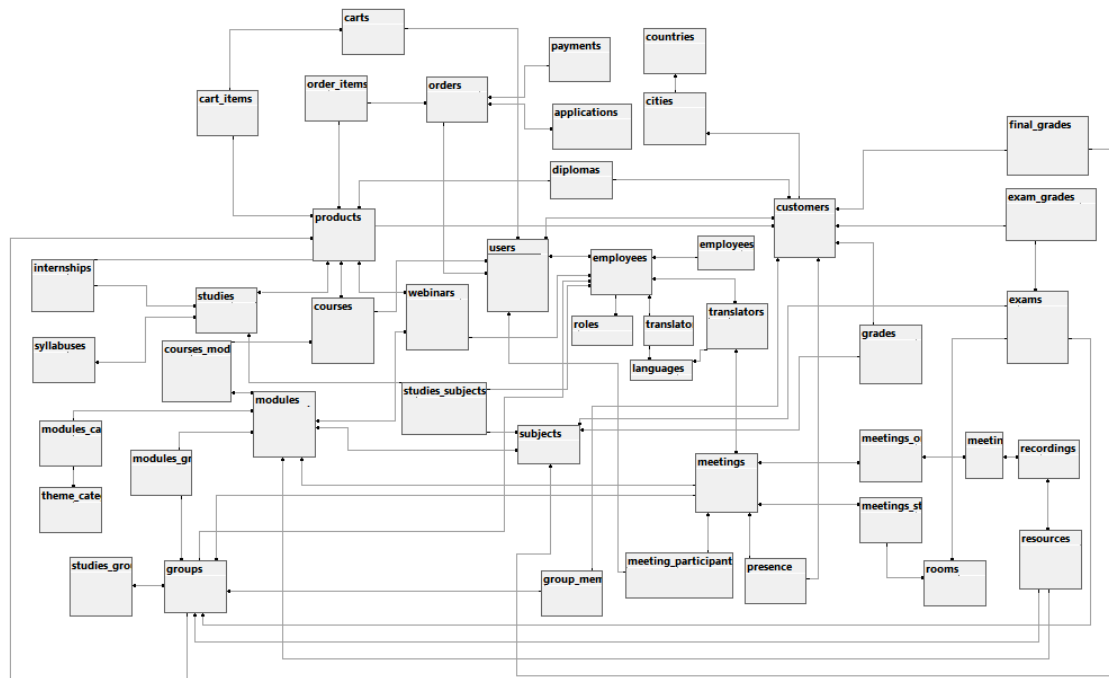 carts
payments
countries
order_items
orders
cart_items
applications
cities
final_grades
diplomas
exam_grades
customers
products
users
employees
employees
internships
studies
webinars
courses
exams
translators
roles
translato
grades
syllabuses
courses_mod
languages
studies_subjects
modules
modules_ca
subjects
meetings_o
meetin
recordings
modules_gr
meetings
theme_cate
meetings_st
resources
studies_grou
groups
group_mem
meeting_participant
presence
rooms